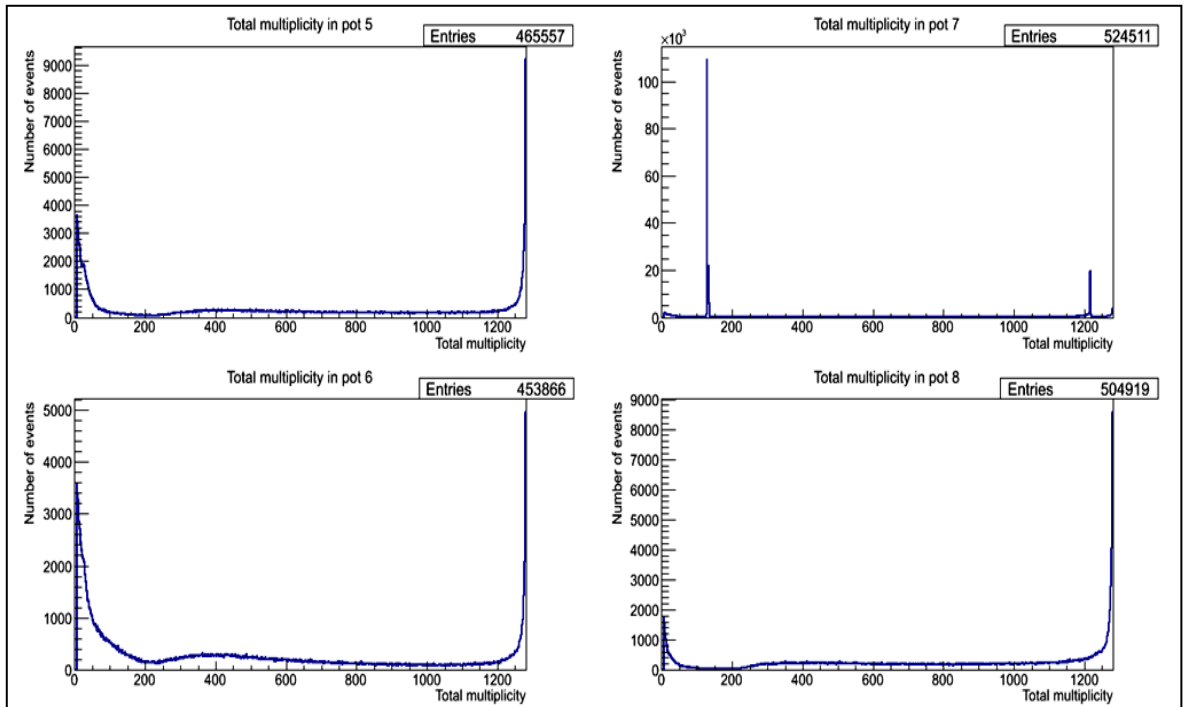 Total multiplicity in pot 5
Entries 465557
Number of events
9000
8000
7000
6000
5000
4000
3000
2000
1000
0
0 200 400 600 800 1000 1200
Total multiplicity
Total multiplicity in pot 7
Entries 524511
×10³
Number of events
100
80
60
40
20
0
0 200 400 600 800 1000 1200
Total multiplicity
Total multiplicity in pot 6
Entries 453866
Number of events
5000
4000
3000
2000
1000
0
0 200 400 600 800 1000 1200
Total multiplicity
Total multiplicity in pot 8
Entries 504919
Number of events
9000
8000
7000
6000
5000
4000
3000
2000
1000
0
0 200 400 600 800 1000 1200
Total multiplicity